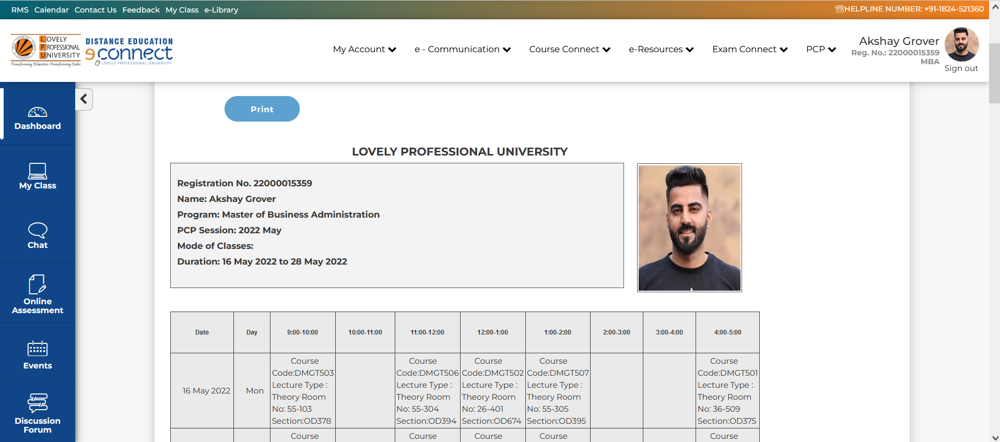 RMS Calendar Contact Us Feedback My Class e-Library
HELPLINE NUMBER: +91-1824-521360
LOVELY
PROFESSIONAL
UNIVERSITY
L
P
U
Transforming Education Transforming India
DISTANCE EDUCATION
e connect
LOVELY PROFESSIONAL UNIVERSITY
My Account
e - Communication
Course Connect
e-Resources
Exam Connect
PCP
Akshay Grover
Reg. No.: 22000015359
MBA
Sign out
Dashboard
My Class
Chat
Online
Assessment
Events
Discussion
Forum
Print
LOVELY PROFESSIONAL UNIVERSITY
Registration No. 22000015359
Name: Akshay Grover
Program: Master of Business Administration
PCP Session: 2022 May
Mode of Classes:
Duration: 16 May 2022 to 28 May 2022
Date Day 9:00-10:00 10:00-11:00 11:00-12:00 12:00-1:00 1:00-2:00 2:00-3:00 3:00-4:00 4:00-5:00
16 May 2022
Mon
Course
Code:DMGT503
Lecture Type :
Theory Room
No: 55-103
Section:OD378
Course
Code:DMGT506
Lecture Type :
Theory Room
No: 55-304
Section:OD394
Course
Code:DMGT502
Lecture Type :
Theory Room
No: 26-401
Section:OD674
Course
Code:DMGT507
Lecture Type :
Theory Room
No: 55-305
Section:OD395
Course
Code:DMGT501
Lecture Type :
Theory Room
No: 36-509
Section:OD375
Course Course Course Course Course